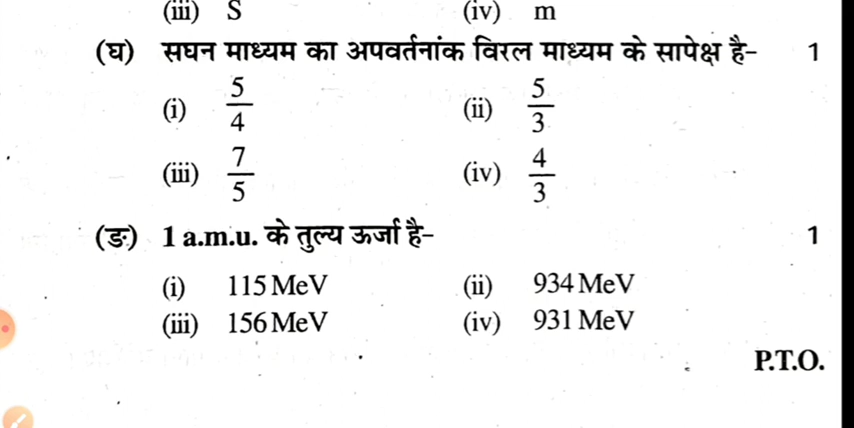 (iii) S (iv) m
(घ) सघन माध्यम का अपवर्तनांक विरल माध्यम के सापेक्ष है– 1
(i) 5/4 (ii) 5/3
(iii) 7/5 (iv) 4/3
(ङ) 1 a.m.u. के तुल्य ऊर्जा है– 1
(i) 115 MeV (ii) 934 MeV
(iii) 156 MeV (iv) 931 MeV
P.T.O.